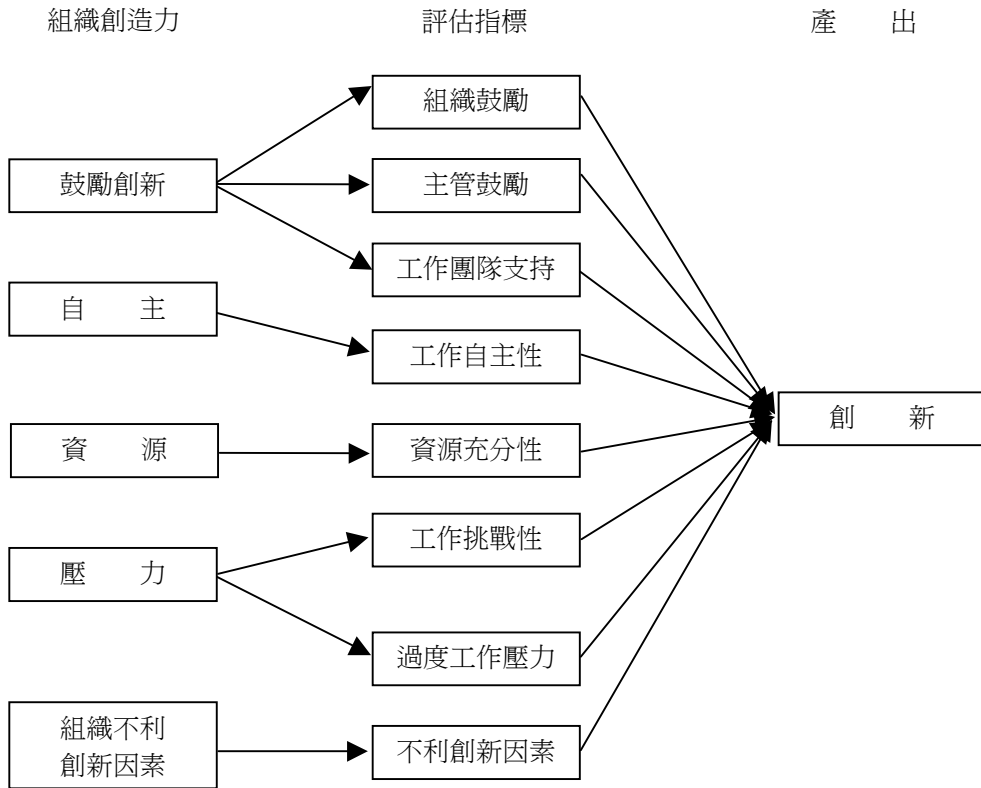 組織創造力
評估指標
產 出
組織鼓勵
鼓勵創新
主管鼓勵
工作團隊支持
自 主
工作自主性
創 新
資 源
資源充分性
工作挑戰性
壓 力
過度工作壓力
組織不利
創新因素
不利創新因素